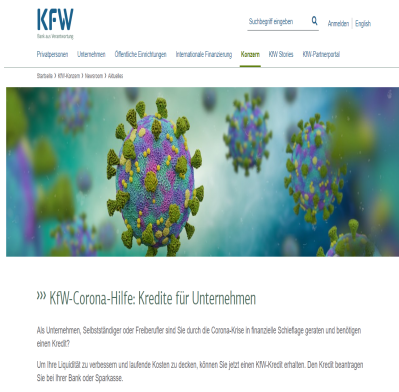 KFW
Bank aus Verantwortung
Suchbegriff eingeben
Anmelden | English
Privatpersonen Unternehmen Öffentliche Einrichtungen Internationale Finanzierung Konzern KfW Stories KfW-Partnerportal
Startseite > KfW-Konzern > Newsroom > Aktuelles
››› KfW-Corona-Hilfe: Kredite für Unternehmen
Als Unternehmen, Selbstständiger oder Freiberufler sind Sie durch die Corona-Krise in finanzielle Schieflage geraten und benötigen
einen Kredit?
Um Ihre Liquidität zu verbessern und laufende Kosten zu decken, können Sie jetzt einen KfW-Kredit erhalten. Den Kredit beantragen
Sie bei Ihrer Bank oder Sparkasse.